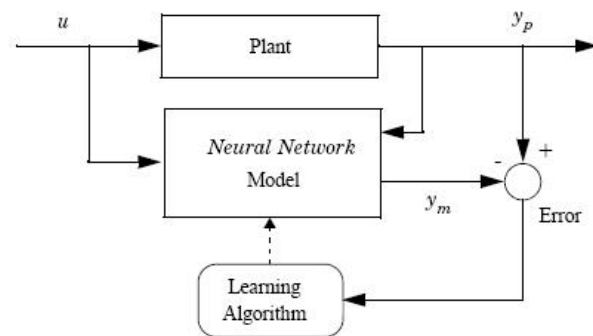 u
y_p
Plant
Neural Network
Model
-
+
y_m
Error
Learning
Algorithm